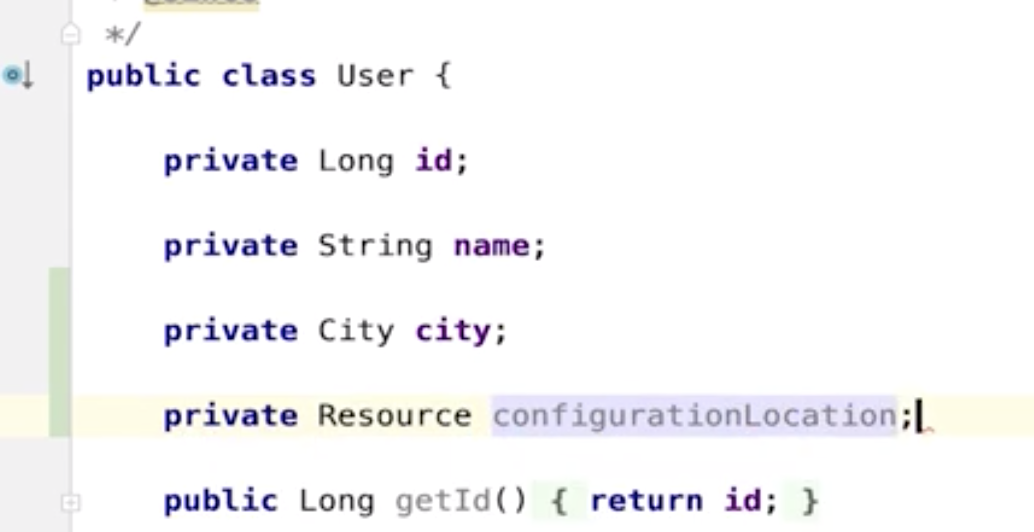 */
public class User {
private Long id;
private String name;
private City city;
private Resource configurationLocation;
public Long getId() { return id; }